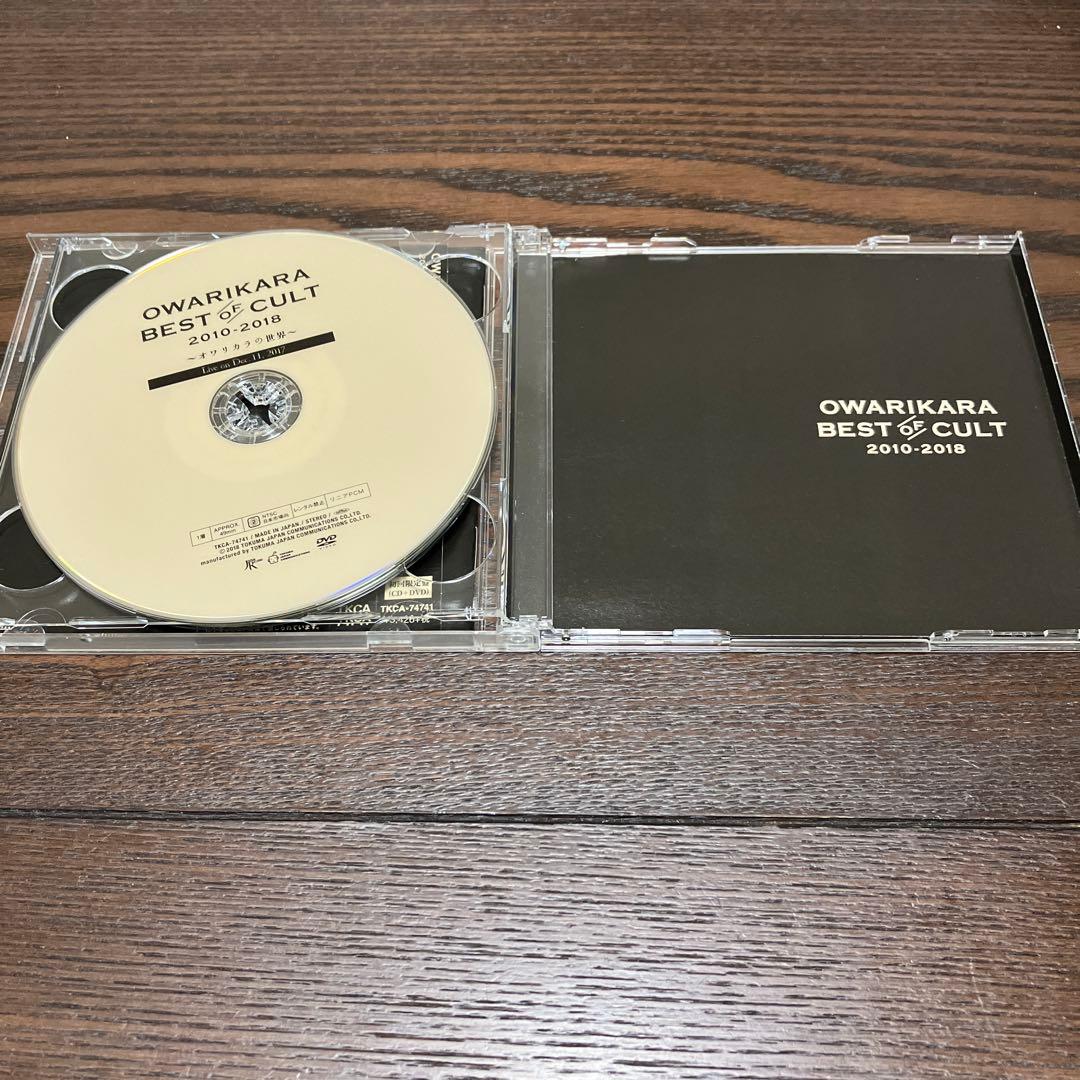 OWARIKARA
BEST OF CULT
2010-2018
～オワリカラの世界～
Live on Dec.11, 2017
1層 APPROX 49min 2 NTSC 日本市場向 レンタル禁止 リニアPCM
TKCA-74741 / MADE IN JAPAN / STEREO /
Ⓒ2018 TOKUMA JAPAN COMMUNICATIONS CO.,LTD.
manufactured by TOKUMA JAPAN COMMUNICATIONS CO.,LTD.
DVD
初回限定盤
(CD+DVD)
TKCA TKCA-74741
OWARIKARA
BEST OF CULT
2010-2018